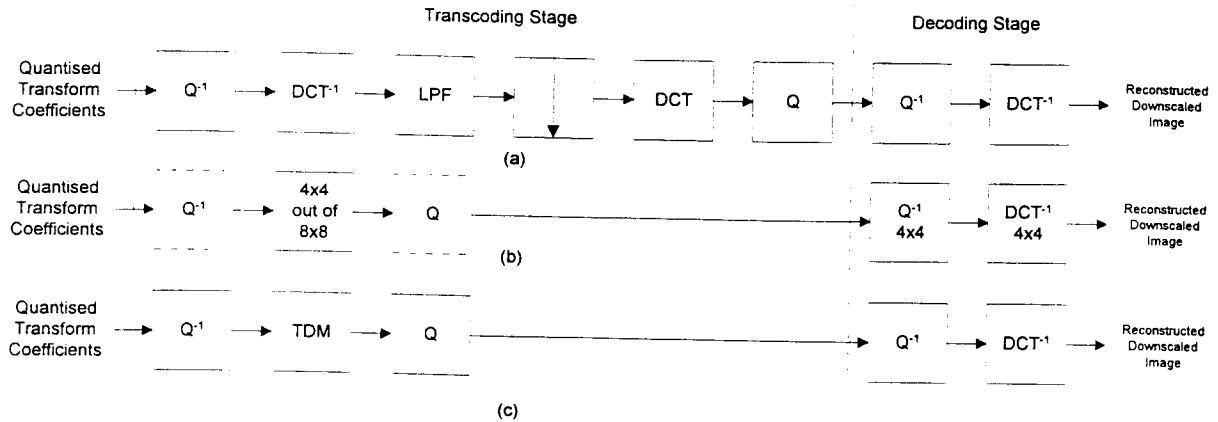 Transcoding Stage
Decoding Stage
Quantised
Transform
Coefficients
Q-1
DCT-1
LPF
DCT
Q
Q-1
DCT-1
Reconstructed
Downscaled
Image
(a)
Quantised
Transform
Coefficients
Q-1
4x4
out of
8x8
Q
Q-1
4x4
DCT-1
4x4
Reconstructed
Downscaled
Image
(b)
Quantised
Transform
Coefficients
Q-1
TDM
Q
Q-1
DCT-1
Reconstructed
Downscaled
Image
(c)